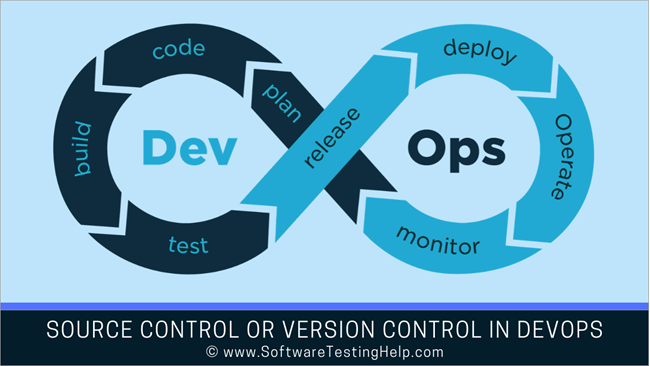 code
deploy
plan
release
build
Dev
Ops
Operate
test
monitor
SOURCE CONTROL OR VERSION CONTROL IN DEVOPS
© www.SoftwareTestingHelp.com